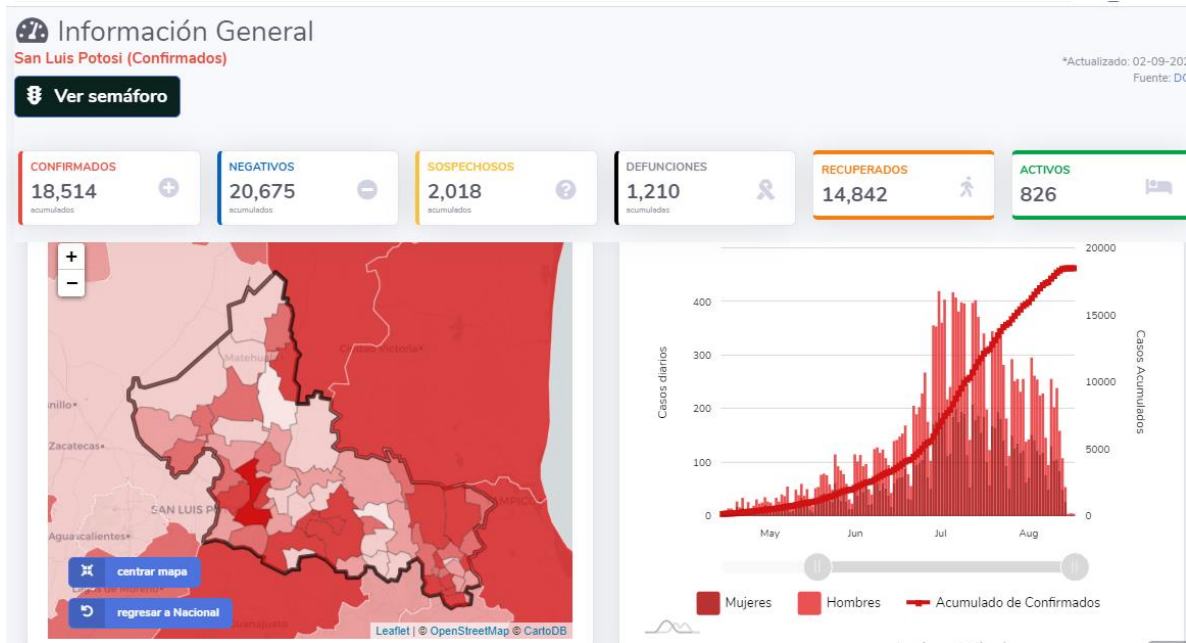 Información General
San Luis Potosi (Confirmados)
*Actualizado: 02-09-202
Fuente: DG
Ver semáforo
CONFIRMADOS
18,514
acumulados
NEGATIVOS
20,675
acumulados
SOSPECHOSOS
2,018
acumulados
DEFUNCIONES
1,210
acumuladas
RECUPERADOS
14,842
ACTIVOS
826
+
−
Matehuala
Ciudad Victoria
nillo
Zacatecas
SAN LUIS P
AMPIC
Aguascalientes
centrar mapa
regresar a Nacional
Guanajuato
Leaflet | © OpenStreetMap © CartoDB
Casos diarios
400
300
200
100
0
20000
15000
10000
5000
0
Casos Acumulados
May
Jun
Jul
Aug
Mujeres
Hombres
Acumulado de Confirmados